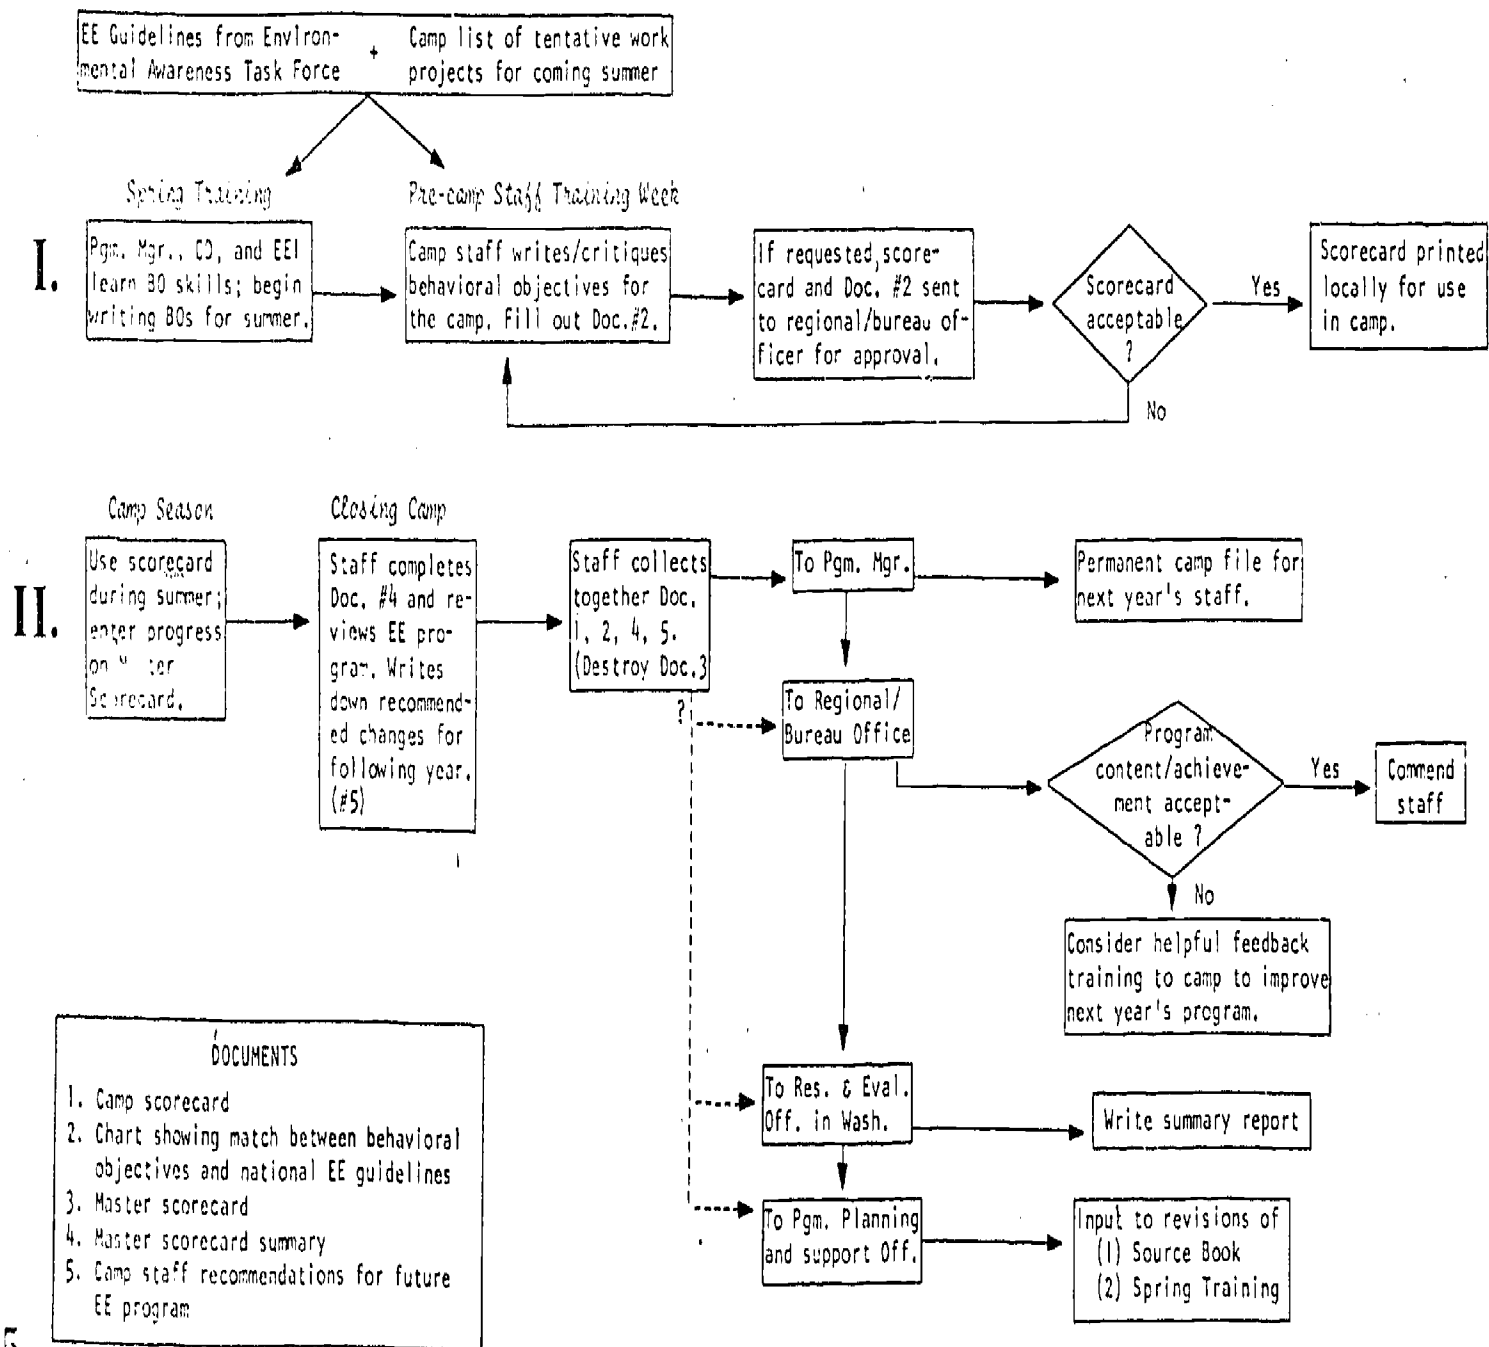 EE Guidelines from Environ-
mental Awareness Task Force
+
Camp list of tentative work
projects for coming summer
Spring Training
Pre-camp Staff Training Week
I.
Pgm. Mgr., CD, and EEI
learn BO skills; begin
writing BOs for summer.
Camp staff writes/critiques
behavioral objectives for
the camp. Fill out Doc.#2.
If requested, score-
card and Doc. #2 sent
to regional/bureau of-
ficer for approval.
Scorecard
acceptable
?
Yes
Scorecard printed
locally for use
in camp.
No
Camp Season
Closing Camp
II.
Use scorecard
during summer;
enter progress
on
Scorecard.
Staff completes
Doc. #4 and re-
views EE pro-
gram. Writes
down recommend-
ed changes for
following year.
(#5)
Staff collects
together Doc.
1, 2, 4, 5.
(Destroy Doc.3
?
To Pgm. Mgr.
Permanent camp file for
next year's staff.
To Regional/
Bureau Office
Program
content/achieve-
ment accept-
able ?
Yes
Commend
staff
No
Consider helpful feedback
training to camp to improve
next year's program.
To Res. & Eval.
Off. in Wash.
Write summary report
To Pgm. Planning
and support Off.
Input to revisions of
(1) Source Book
(2) Spring Training
DOCUMENTS
1. Camp scorecard
2. Chart showing match between behavioral
objectives and national EE guidelines
3. Master scorecard
4. Master scorecard summary
5. Camp staff recommendations for future
EE program